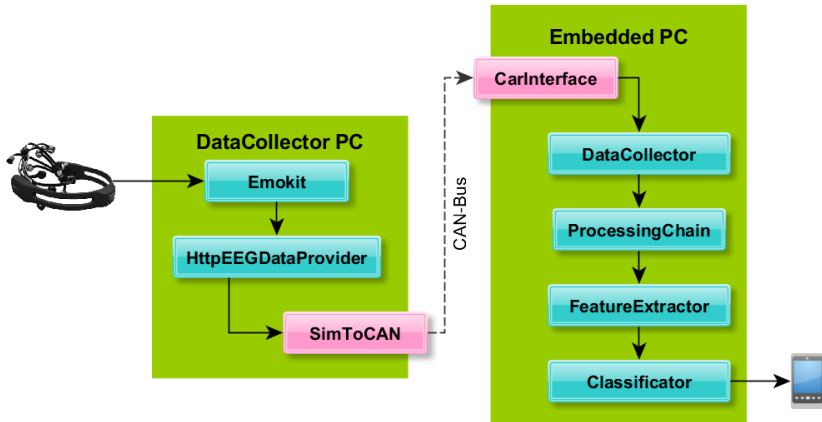 DataCollector PC
Emokit
HttpEEGDataProvider
SimToCAN
CAN-Bus
Embedded PC
CarInterface
DataCollector
ProcessingChain
FeatureExtractor
Classificator